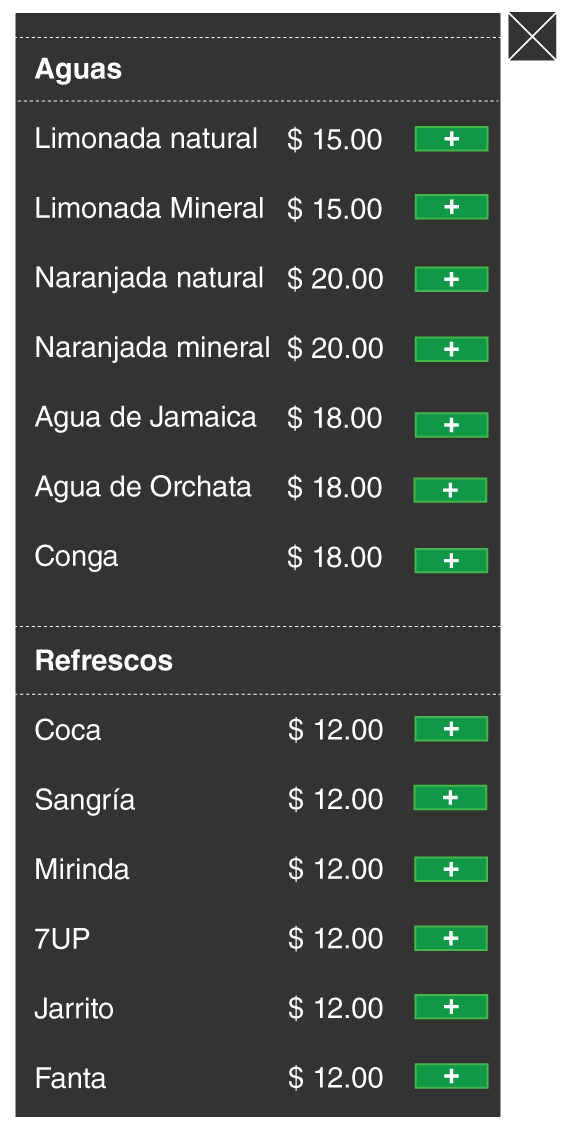 Aguas
Limonada natural $ 15.00 +
Limonada Mineral $ 15.00 +
Naranjada natural $ 20.00 +
Naranjada mineral $ 20.00 +
Agua de Jamaica $ 18.00 +
Agua de Orchata $ 18.00 +
Conga $ 18.00 +
Refrescos
Coca $ 12.00 +
Sangría $ 12.00 +
Mirinda $ 12.00 +
7UP $ 12.00 +
Jarrito $ 12.00 +
Fanta $ 12.00 +